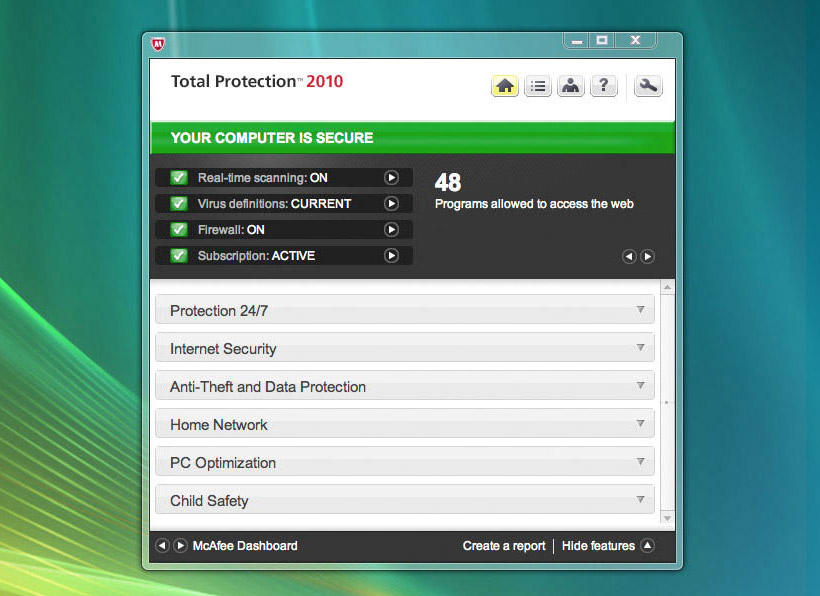 Total Protection™ 2010
?
YOUR COMPUTER IS SECURE
Real-time scanning: ON
Virus definitions: CURRENT
Firewall: ON
Subscription: ACTIVE
48
Programs allowed to access the web
Protection 24/7
Internet Security
Anti-Theft and Data Protection
Home Network
PC Optimization
Child Safety
McAfee Dashboard
Create a report | Hide features